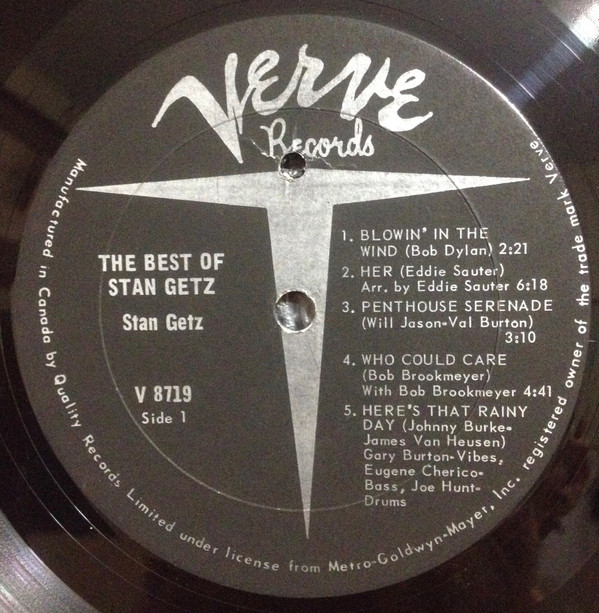 Verve
Records
THE BEST OF
STAN GETZ
Stan Getz
V 8719
Side 1
1. BLOWIN' IN THE
WIND (Bob Dylan) 2:21
2. HER (Eddie Sauter)
Arr. by Eddie Sauter 6:18
3. PENTHOUSE SERENADE
(Will Jason-Val Burton)
3:10
4. WHO COULD CARE
(Bob Brookmeyer)
With Bob Brookmeyer 4:41
5. HERE'S THAT RAINY
DAY (Johnny Burke-
James Van Heusen)
Gary Burton-Vibes,
Eugene Cherico-
Bass, Joe Hunt-
Drums
Manufactured in Canada by Quality Records Limited under license from Metro-Goldwyn-Mayer, Inc. registered owner of the trade mark Verve